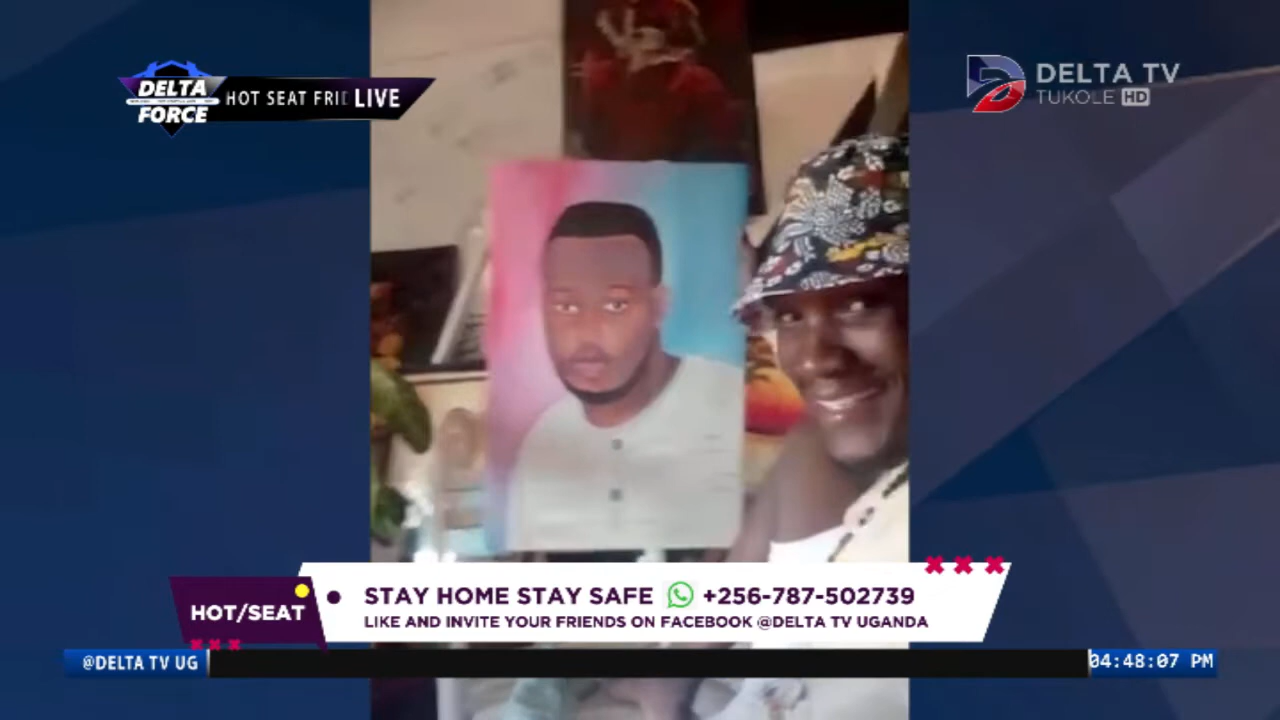 DELTA
FORCE
HOT SEAT FRI
LIVE
DELTA TV
TUKOLE HD
HOT/SEAT
STAY HOME STAY SAFE +256-787-502739
LIKE AND INVITE YOUR FRIENDS ON FACEBOOK @DELTA TV UGANDA
@DELTA TV UG
04:48:07 PM